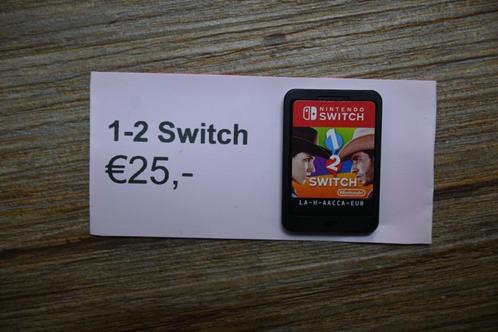 1-2 Switch
€25,-
NINTENDO
SWITCH
1
2
SWITCH
Nintendo
LA-H-AACCA-EUR